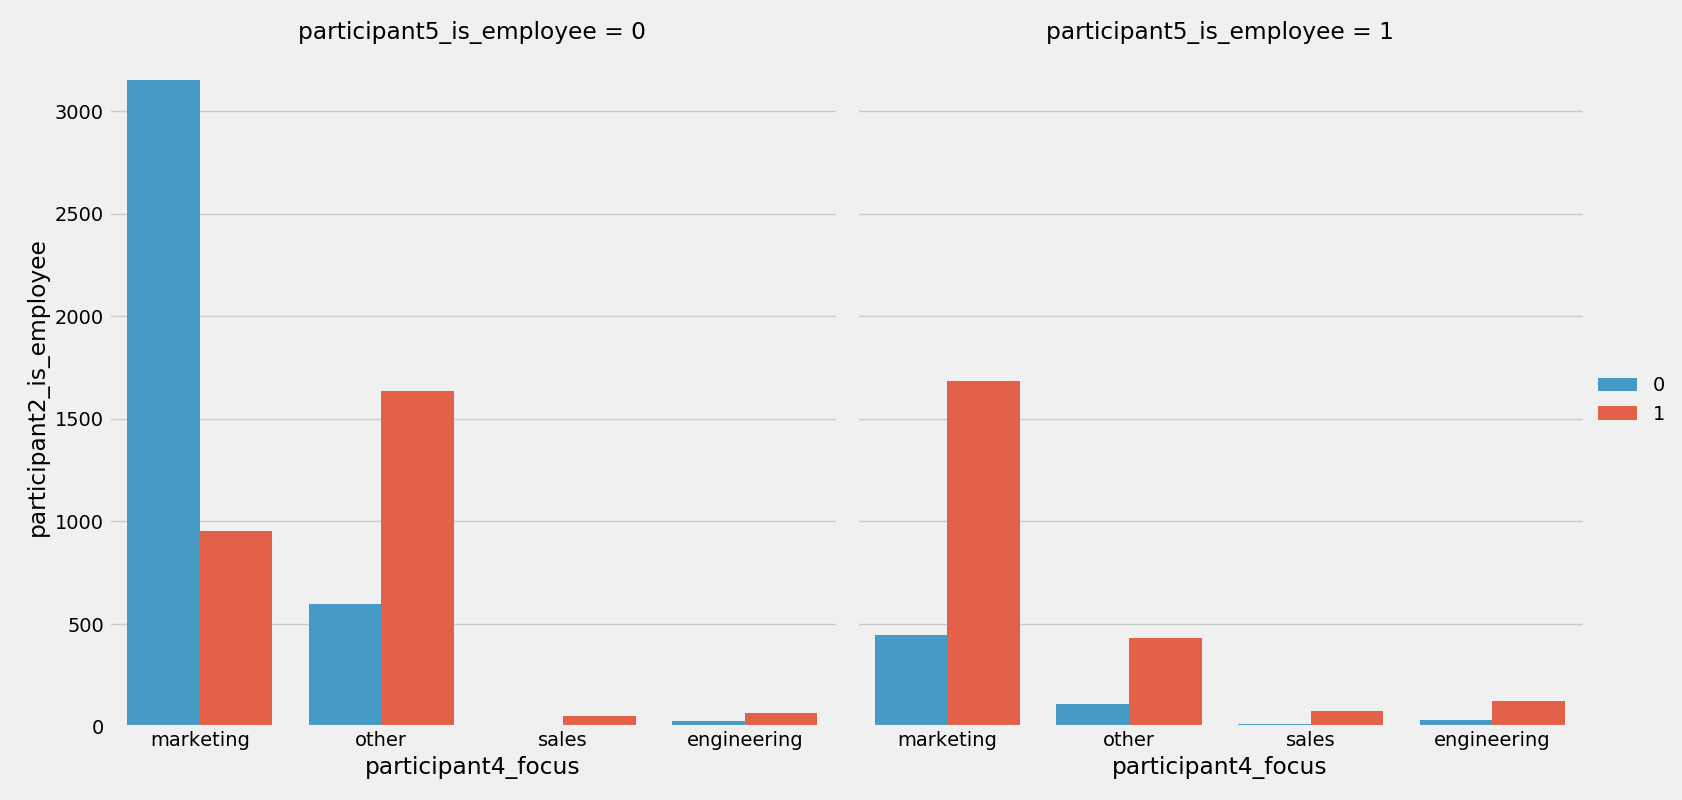 participant5_is_employee = 0
participant5_is_employee = 1
participant2_is_employee
3000
2500
2000
1500
1000
500
0
marketing other sales engineering
marketing other sales engineering
participant4_focus
participant4_focus
0
1